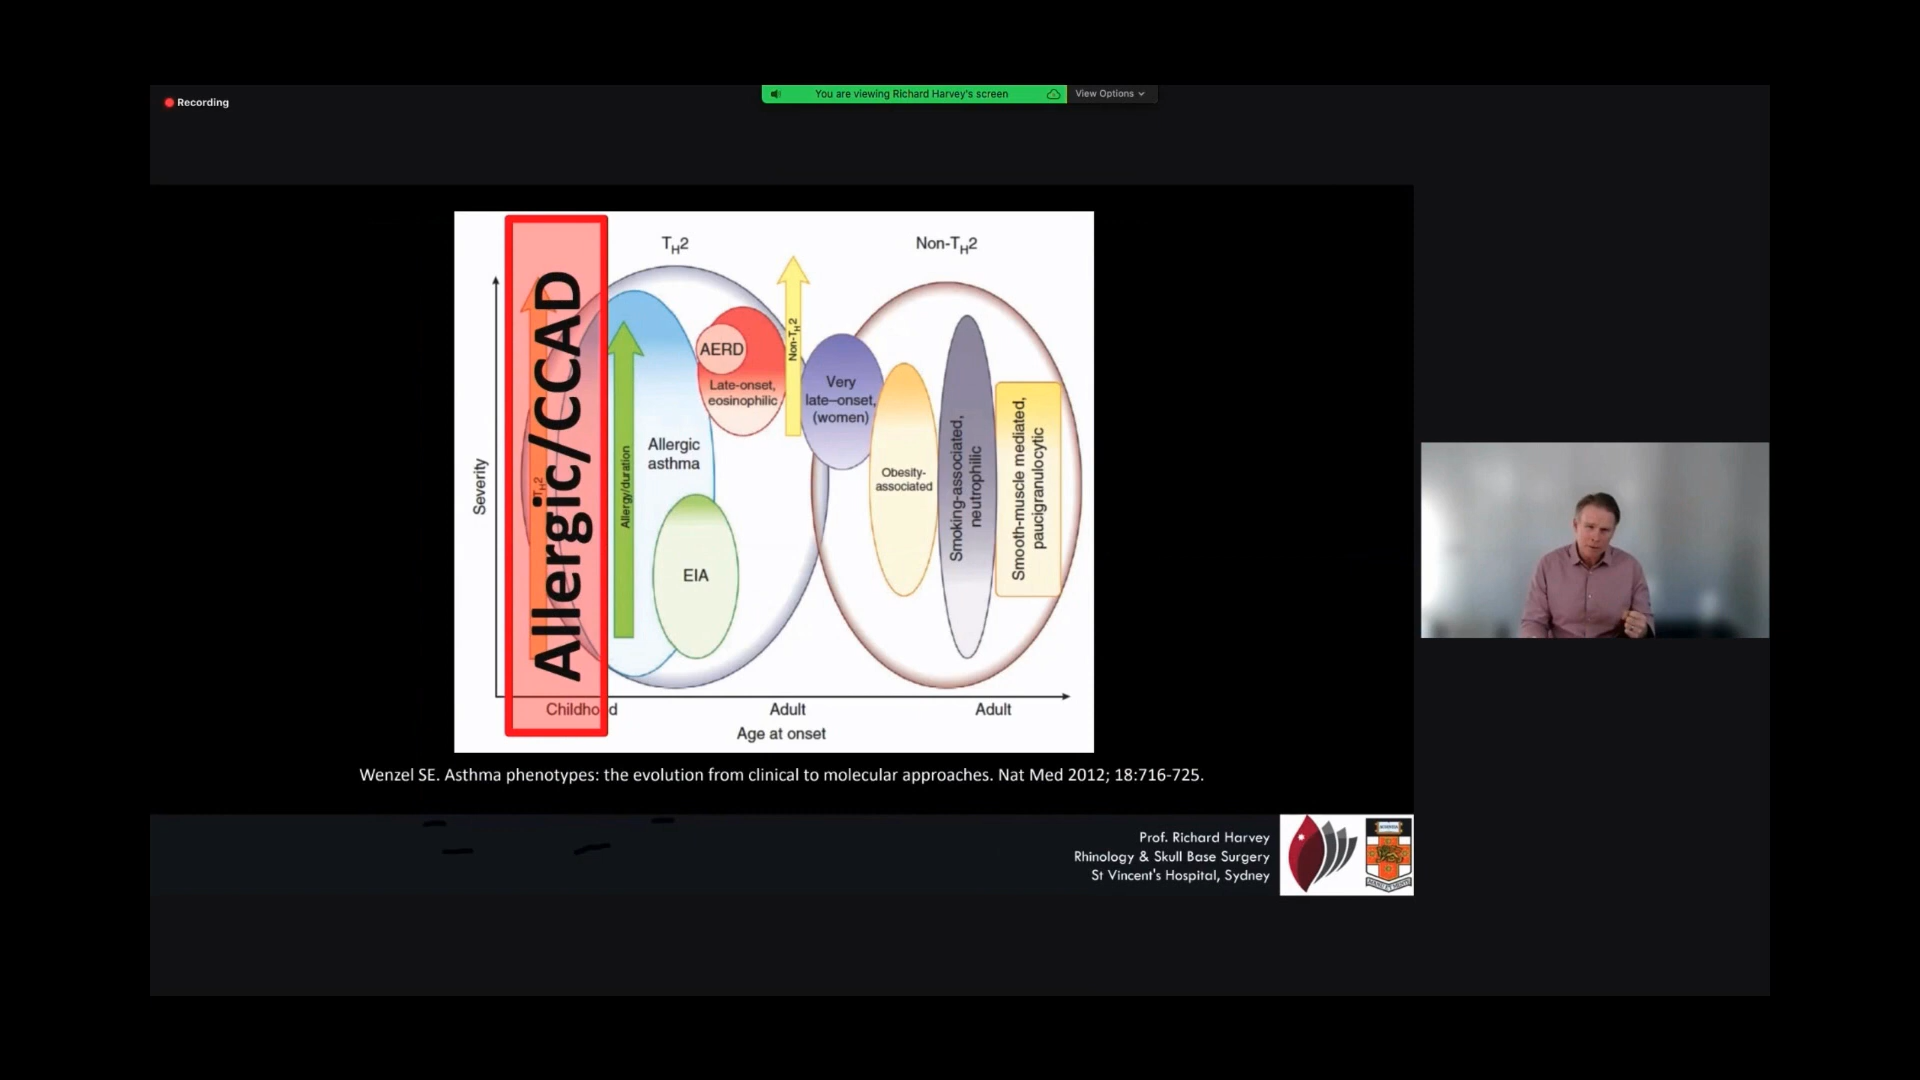 Recording
You are viewing Richard Harvey's screen
View Options
TH2
Non-TH2
Severity
Allergic/CCAD
TH2
Allergy/duration
Allergic
asthma
EIA
AERD
Late-onset,
eosinophilic
Non-TH2
Very
late–onset,
(women)
Obesity-
associated
Smoking-associated,
neutrophilic
Smooth-muscle mediated,
paucigranulocytic
Childhood
Adult
Adult
Age at onset
Wenzel SE. Asthma phenotypes: the evolution from clinical to molecular approaches. Nat Med 2012; 18:716-725.
Prof. Richard Harvey
Rhinology & Skull Base Surgery
St Vincent's Hospital, Sydney